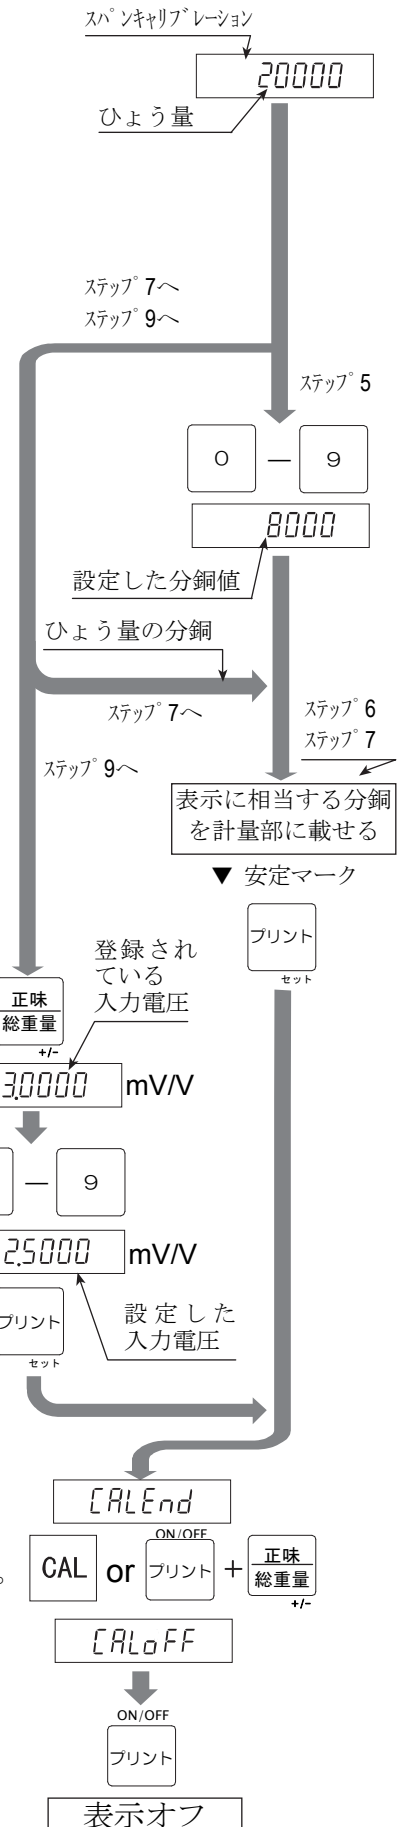 スパンキャリブレーション
20000
ひょう量
ステップ 7へ
ステップ 9へ
ステップ 5
0 — 9
8000
設定した分銅値
ひょう量の分銅
ステップ 7へ
ステップ 6
ステップ 7
ステップ 9へ
表示に相当する分銅
を計量部に載せる
▼ 安定マーク
プリント
セット
登録され
ている
入力電圧
正味
総重量
+/-
3.0000 mV/V
— 9
2.5000 mV/V
プリント
セット
設定した
入力電圧
CALEnd
ON/OFF
CAL or プリント + 正味
総重量
+/-
。
CALoFF
ON/OFF
プリント
表示オフ